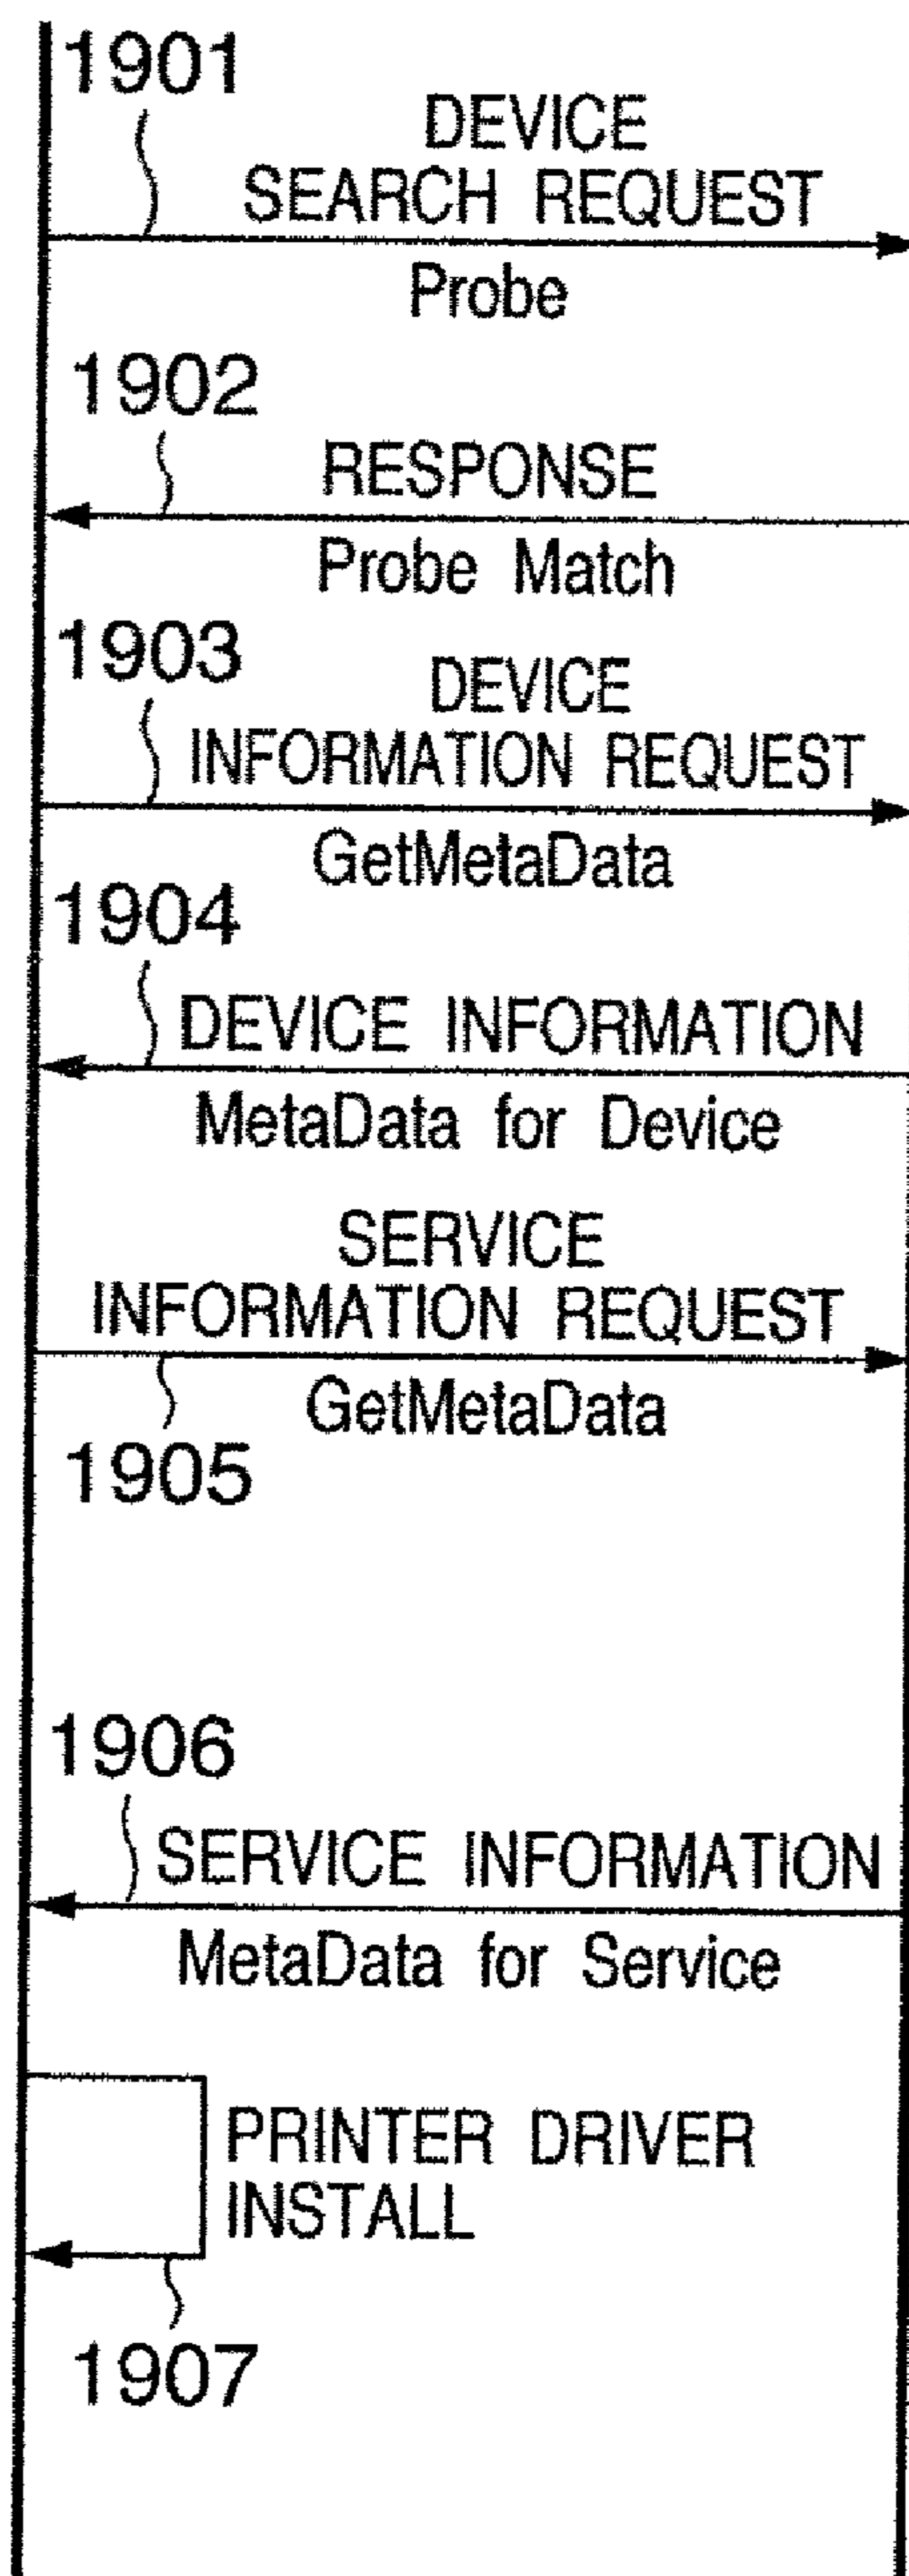 1901
DEVICE
SEARCH REQUEST
Probe
1902
RESPONSE
Probe Match
1903
DEVICE
INFORMATION REQUEST
GetMetaData
1904
DEVICE INFORMATION
MetaData for Device
SERVICE
INFORMATION REQUEST
GetMetaData
1905
1906
SERVICE INFORMATION
MetaData for Service
PRINTER DRIVER
INSTALL
1907